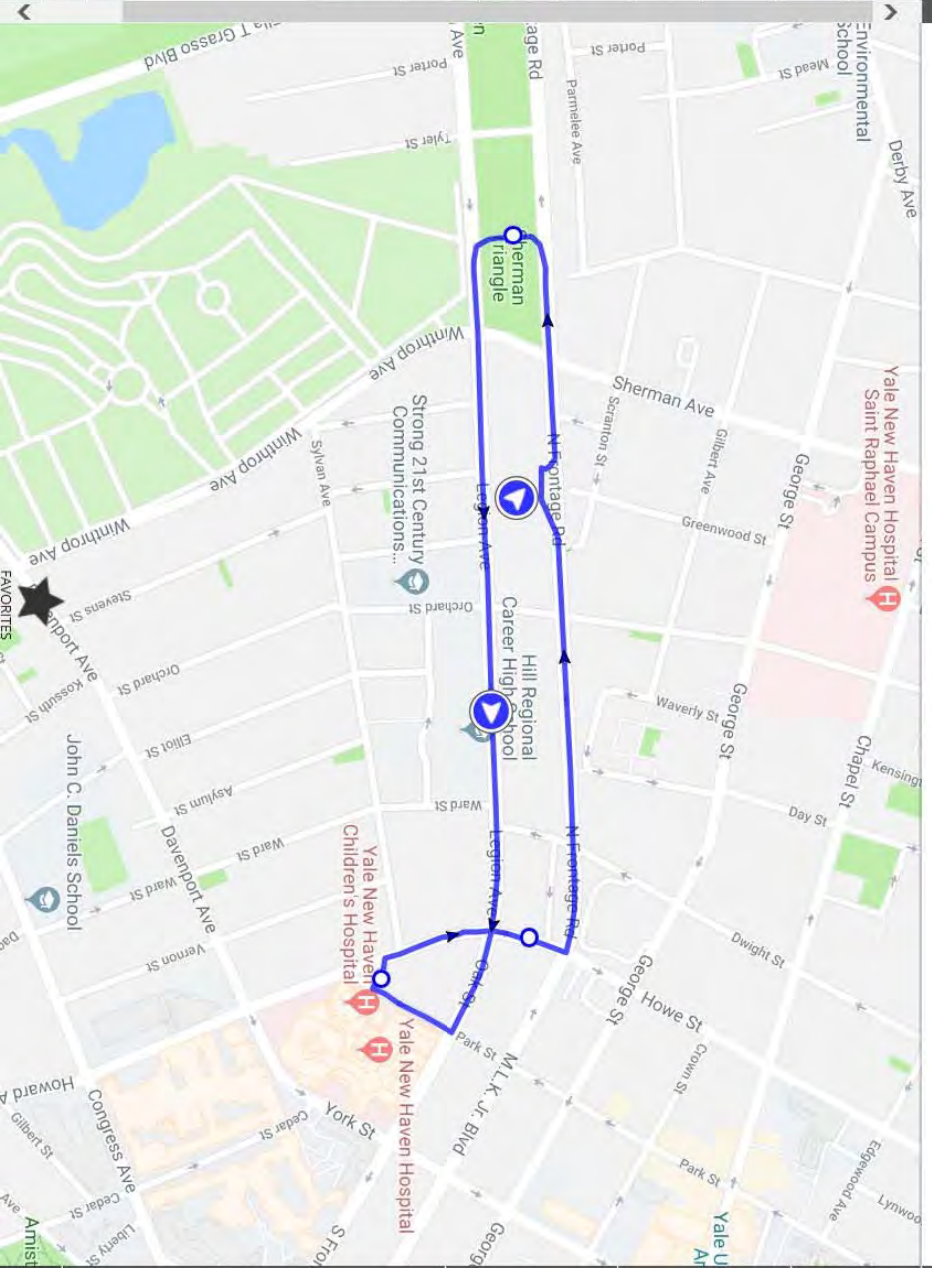 Ella T Grasso Blvd
Porter St
Ave
Porter St
Environmental
School
Mead St
Parmelee Ave
Tyler St
Derby Ave
Winthrop Ave
Sherman Ave
Scranton St
Gilbert Ave
George St
Yale New Haven Hospital
Saint Raphael Campus
Strong 21st Century
Communications...
Sylvan Ave
Winthrop Ave
Winthrop Ave
N Frontage Rd
Legion Ave
Greenwood St
FAVORITES
Stevens St
Orchard St
Career High School
Hill Regional
Orchard St
Kossuth St
Elliot St
Asylum St
Waverly St
George St
Chapel St
Day St
John C. Daniels School
Davenport Ave
Ward St
Ward St
Ward St
Yale New Haven
Children's Hospital
Legion Ave
N Frontage Rd
Dwight St
Vernon St
Oak St
George St
Howe St
Park St
Crown St
M.L.K. Jr. Blvd
Yale New Haven Hospital
York St
Cedar St
Congress Ave
Gilbert St
Cedar St
Liberty St
Park St
Edgewood Ave
Ave